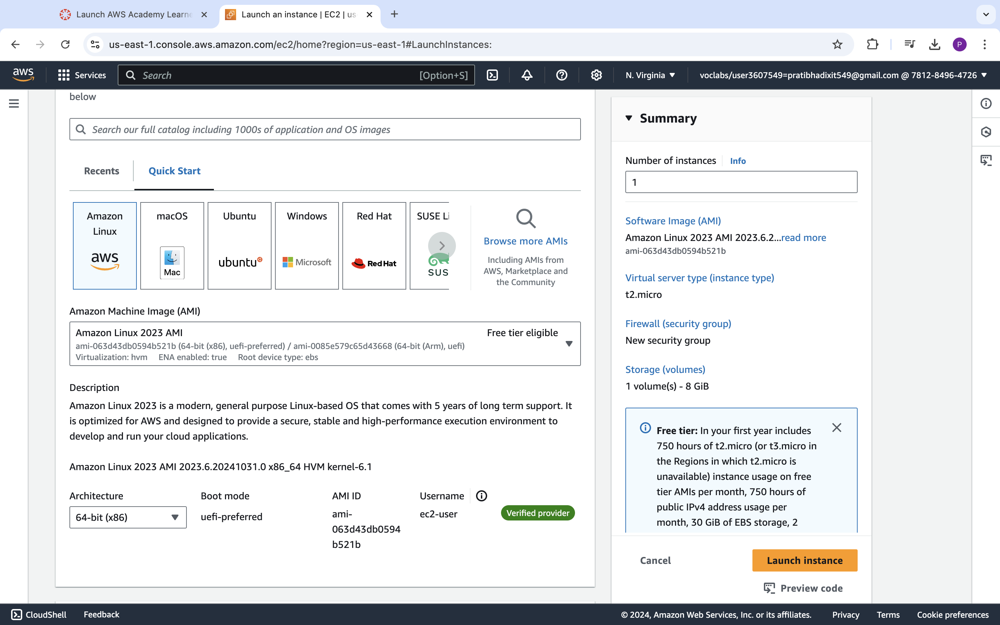 Launch AWS Academy Learne
Launch an instance | EC2 | us-
us-east-1.console.aws.amazon.com/ec2/home?region=us-east-1#LaunchInstances:
P
aws
Services
Search
[Option+S]
N. Virginia
voclabs/user3607549=pratibhadixit549@gmail.com @ 7812-8496-4726
below
Search our full catalog including 1000s of application and OS images
Recents
Quick Start
Amazon
Linux
aws
macOS
Mac
Ubuntu
ubuntu
Windows
Microsoft
Red Hat
RedHat
SUSE Li
SUS
Browse more AMIs
Including AMIs from
AWS, Marketplace and
the Community
Amazon Machine Image (AMI)
Amazon Linux 2023 AMI
Free tier eligible
ami-063d43db0594b521b (64-bit (x86), uefi-preferred) / ami-0085e579c65d43668 (64-bit (Arm), uefi)
Virtualization: hvm ENA enabled: true Root device type: ebs
Description
Amazon Linux 2023 is a modern, general purpose Linux-based OS that comes with 5 years of long term support. It
is optimized for AWS and designed to provide a secure, stable and high-performance execution environment to
develop and run your cloud applications.
Amazon Linux 2023 AMI 2023.6.20241031.0 x86_64 HVM kernel-6.1
Architecture
64-bit (x86)
Boot mode
uefi-preferred
AMI ID
ami-
063d43db0594
b521b
Username
ec2-user
Verified provider
Summary
Number of instances
Info
1
Software Image (AMI)
Amazon Linux 2023 AMI 2023.6.2...read more
ami-063d43db0594b521b
Virtual server type (instance type)
t2.micro
Firewall (security group)
New security group
Storage (volumes)
1 volume(s) - 8 GiB
Free tier: In your first year includes
750 hours of t2.micro (or t3.micro in
the Regions in which t2.micro is
unavailable) instance usage on free
tier AMIs per month, 750 hours of
public IPv4 address usage per
month, 30 GiB of EBS storage, 2
Cancel
Launch instance
Preview code
CloudShell
Feedback
© 2024, Amazon Web Services, Inc. or its affiliates.
Privacy
Terms
Cookie preferences